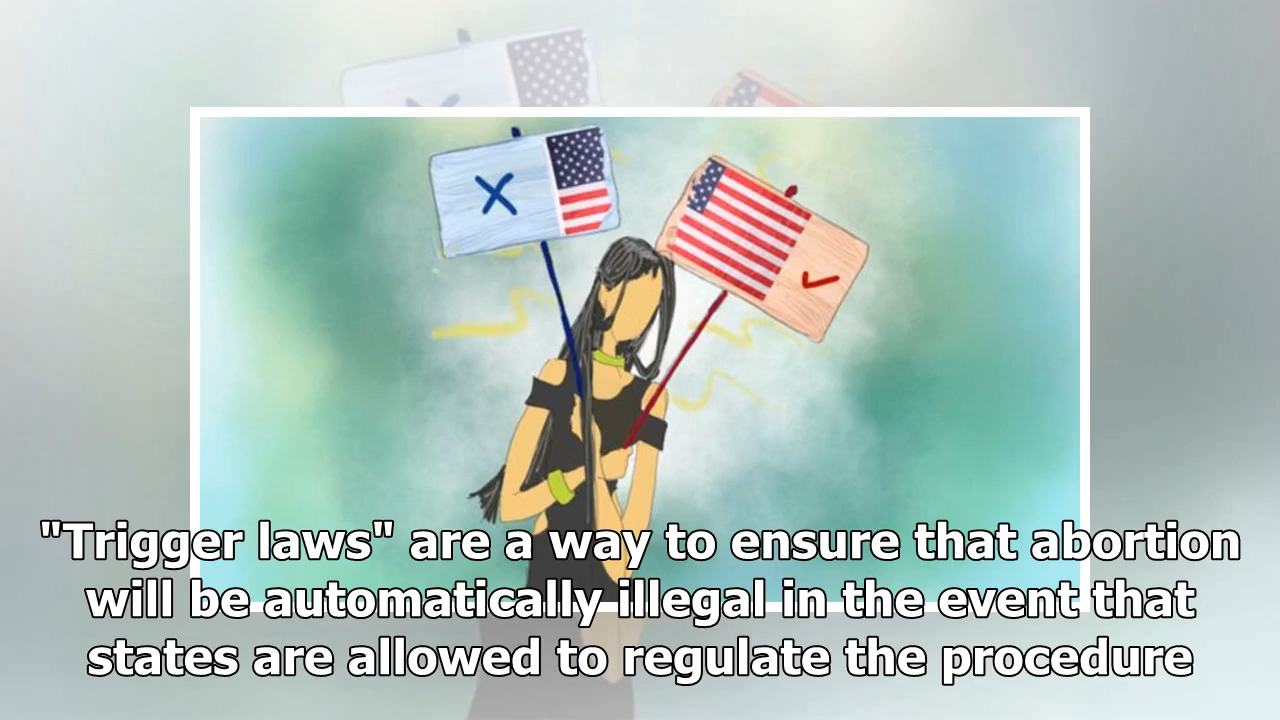 "Trigger laws" are a way to ensure that abortion
will be automatically illegal in the event that
states are allowed to regulate the procedure